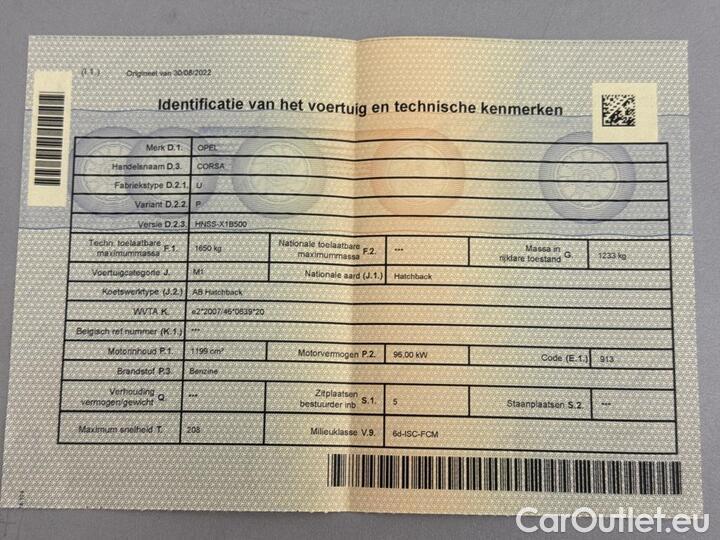 (I.1.) Origineel van 30/08/2022
Identificatie van het voertuig en technische kenmerken
Merk D.1. OPEL
Handelsnaam D.3. CORSA
Fabriekstype D.2.1. U
Variant D.2.2. P
Versie D.2.3. HNSS-X1B500
Techn. toelaatbare maximummassa F.1. 1650 kg Nationale toelaatbare maximummassa F.2. *** Massa in rijklare toestand G. 1233 kg
Voertuigcategorie J. M1 Nationale aard (J.1.) Hatchback
Koetswerktype (J.2.) AB Hatchback
WVTA K. e2*2007/46*0639*20
Belgisch ref nummer (K.1.) ***
Motorinhoud P.1. 1199 cm³ Motorvermogen P.2. 96,00 kW Code (E.1.) 913
Brandstof P.3. Benzine
Verhouding vermogen/gewicht Q. *** Zitplaatsen bestuurder inb. S.1. 5 Staanplaatsen S.2. ***
Maximum snelheid T. 208 Milieuklasse V.9. 6d-ISC-FCM
CarOutlet.eu